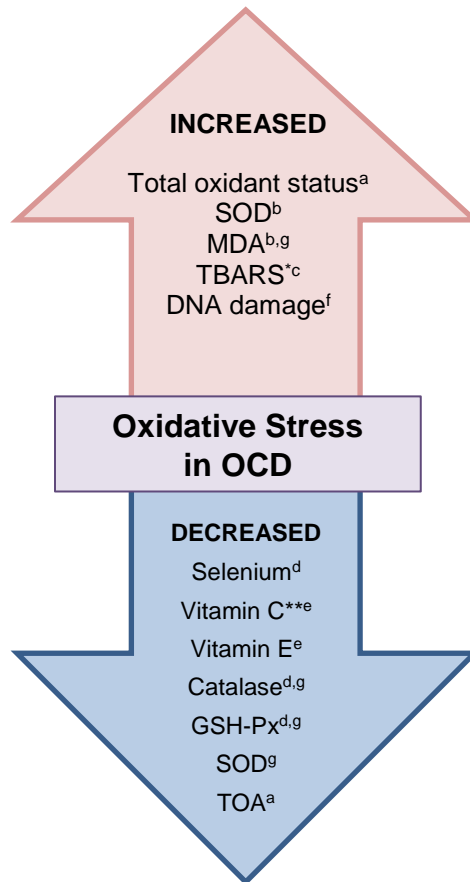 INCREASED
Total oxidant statusᵃ
SODᵇ
MDAᵇ,ᵍ
TBARS*ᶜ
DNA damageᶠ
Oxidative Stress
in OCD
DECREASED
Seleniumᵈ
Vitamin C**ᵉ
Vitamin Eᵉ
Catalaseᵈ,ᵍ
GSH-Pxᵈ,ᵍ
SODᵍ
TOAᵃ